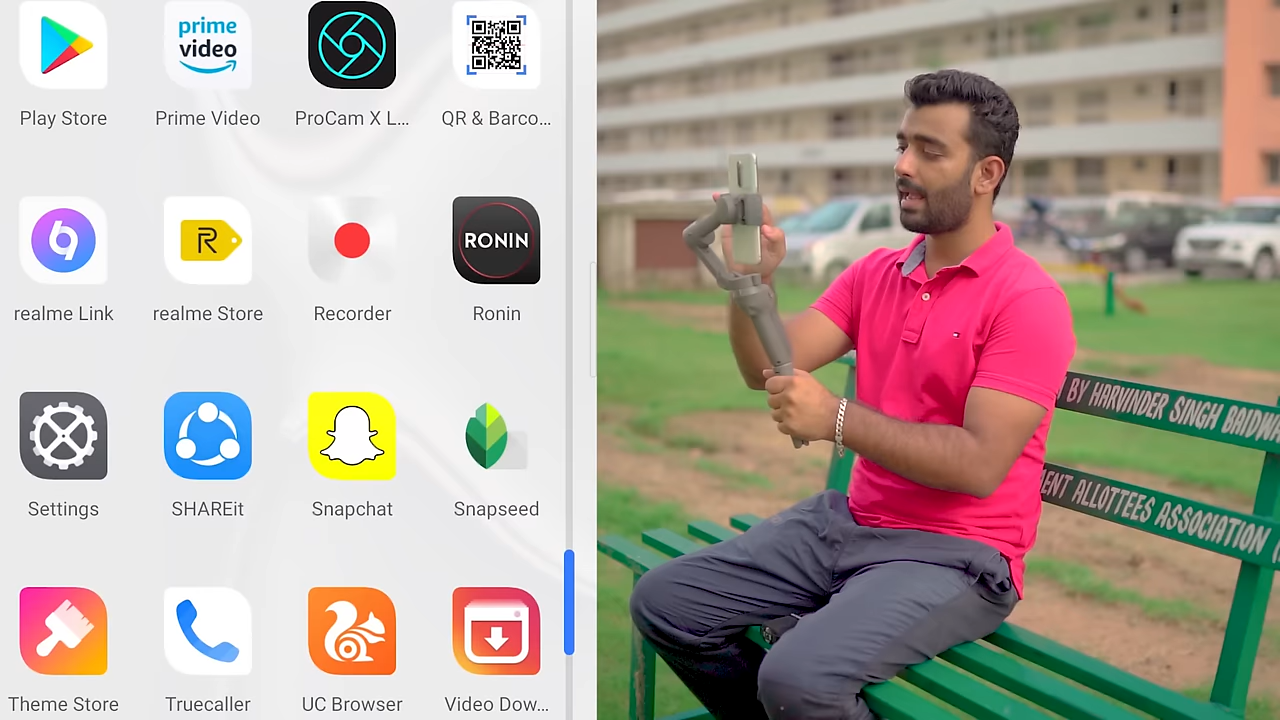 prime
video
Play Store
Prime Video
ProCam X L...
QR & Barco...
R
RONIN
realme Link
realme Store
Recorder
Ronin
Settings
SHAREit
Snapchat
Snapseed
Theme Store
Truecaller
UC Browser
Video Dow...
BY HARVINDER SINGH BAIDW
ENT ALLOTTEES ASSOCIATION (